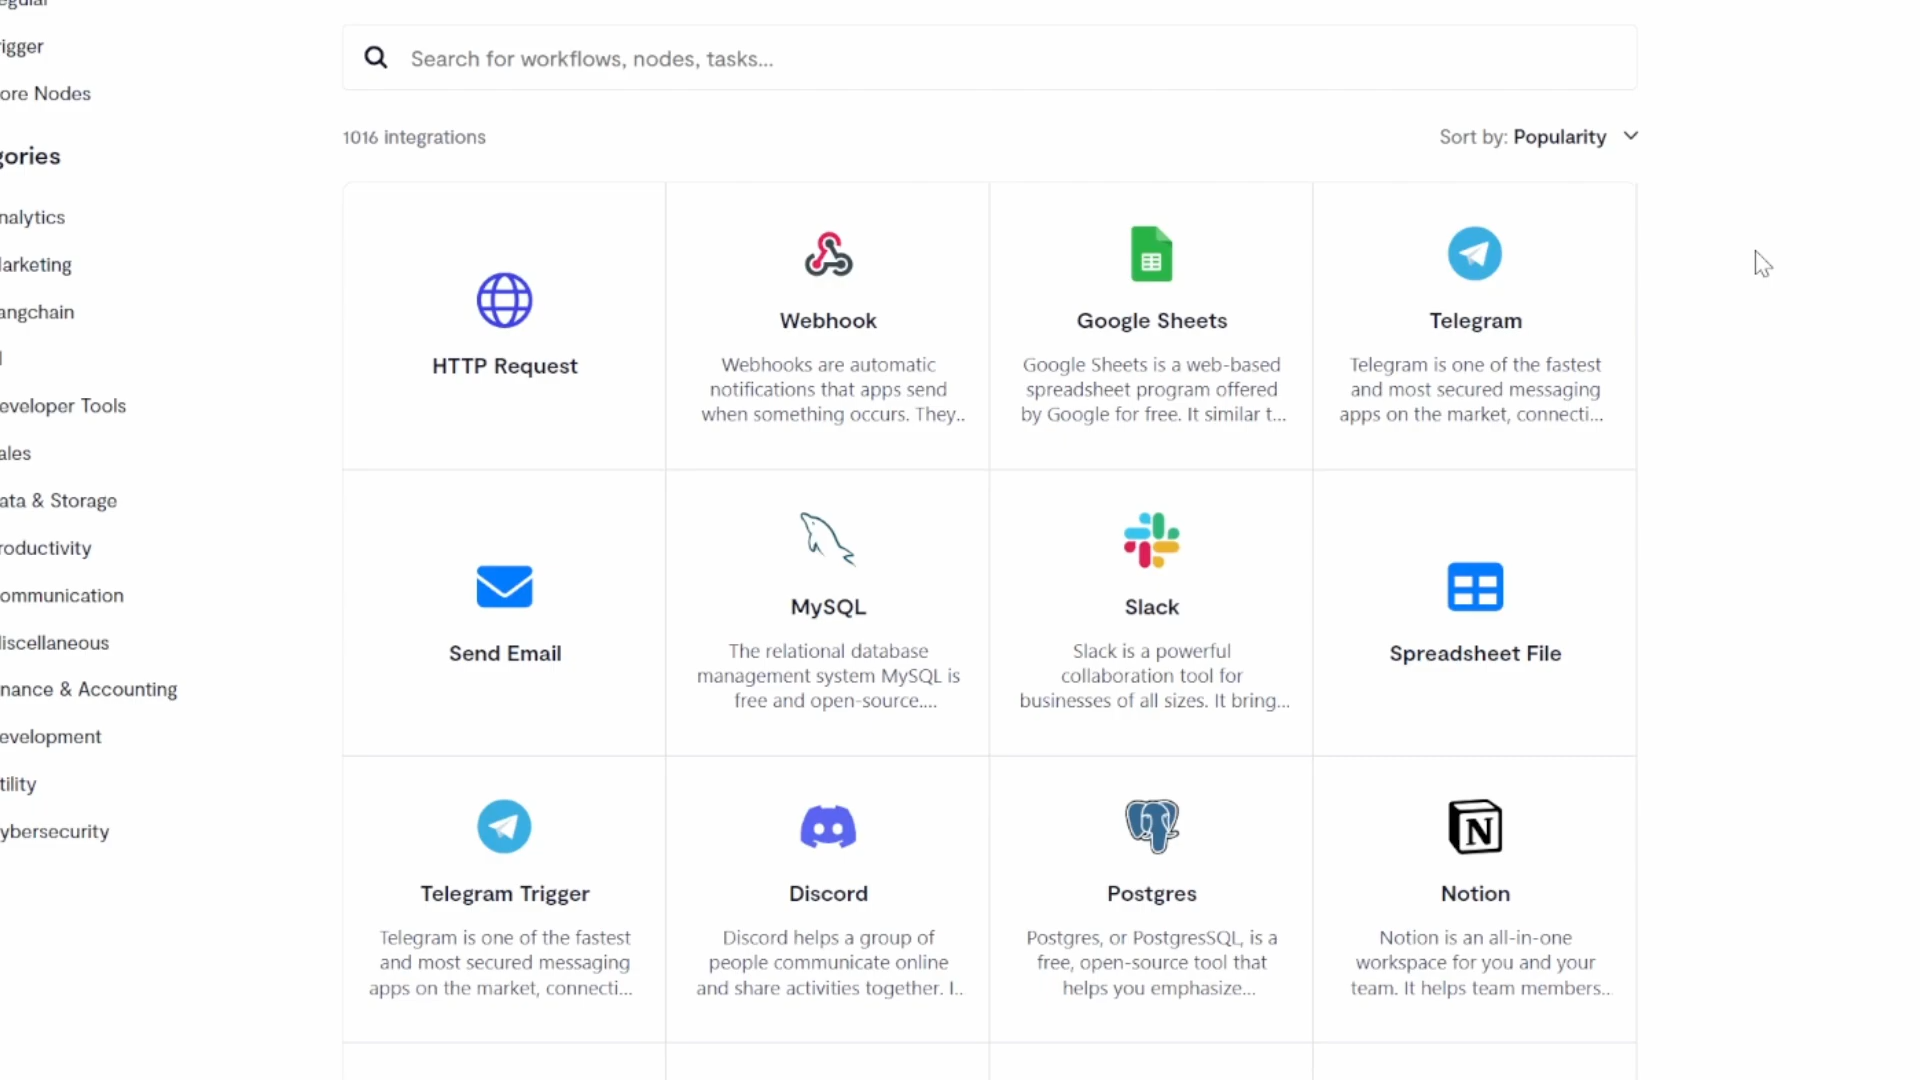 egular
igger
ore Nodes
gories
nalytics
arketing
angchain
eveloper Tools
ales
ata & Storage
roductivity
ommunication
iscellaneous
nance & Accounting
evelopment
tility
ybersecurity
Search for workflows, nodes, tasks...
1016 integrations
Sort by: Popularity
HTTP Request
Webhook
Webhooks are automatic
notifications that apps send
when something occurs. They..
Google Sheets
Google Sheets is a web-based
spreadsheet program offered
by Google for free. It similar t...
Telegram
Telegram is one of the fastest
and most secured messaging
apps on the market, connecti...
Send Email
MySQL
The relational database
management system MySQL is
free and open-source....
Slack
Slack is a powerful
collaboration tool for
businesses of all sizes. It bring...
Spreadsheet File
Telegram Trigger
Telegram is one of the fastest
and most secured messaging
apps on the market, connecti...
Discord
Discord helps a group of
people communicate online
and share activities together. I..
Postgres
Postgres, or PostgresSQL, is a
free, open-source tool that
helps you emphasize...
Notion
Notion is an all-in-one
workspace for you and your
team. It helps team members...